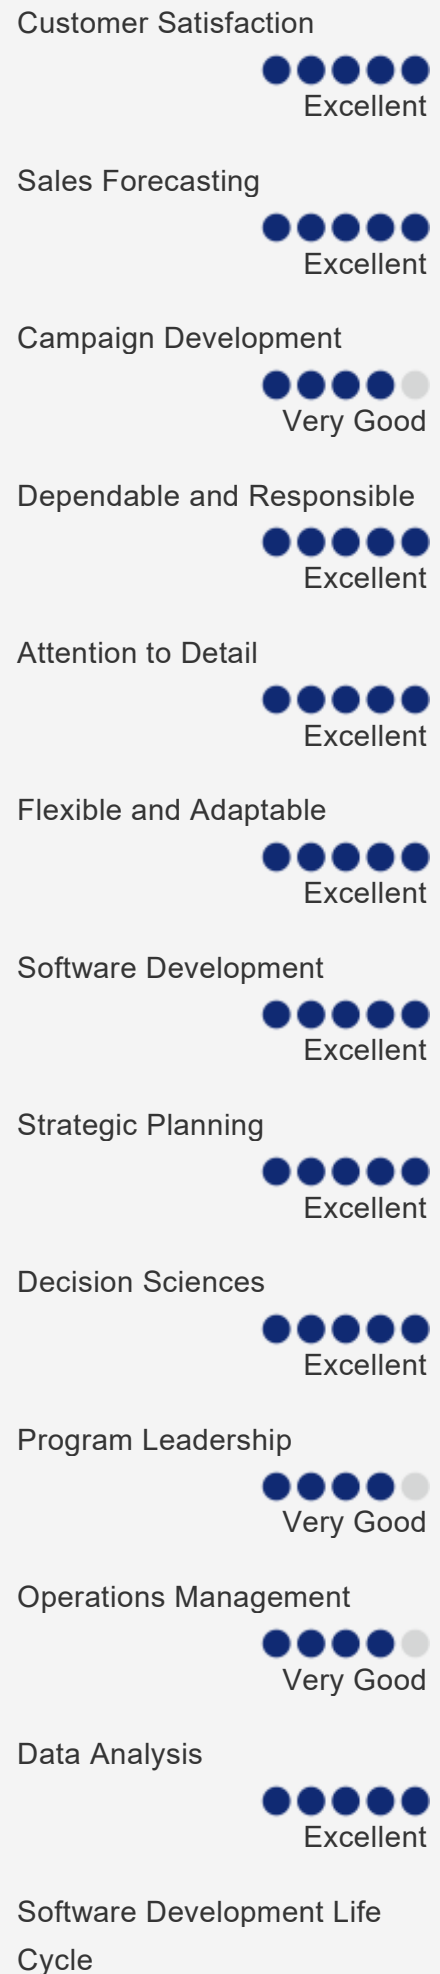 Customer Satisfaction
Excellent
Sales Forecasting
Excellent
Campaign Development
Very Good
Dependable and Responsible
Excellent
Attention to Detail
Excellent
Flexible and Adaptable
Excellent
Software Development
Excellent
Strategic Planning
Excellent
Decision Sciences
Excellent
Program Leadership
Very Good
Operations Management
Very Good
Data Analysis
Excellent
Software Development Life
Cycle